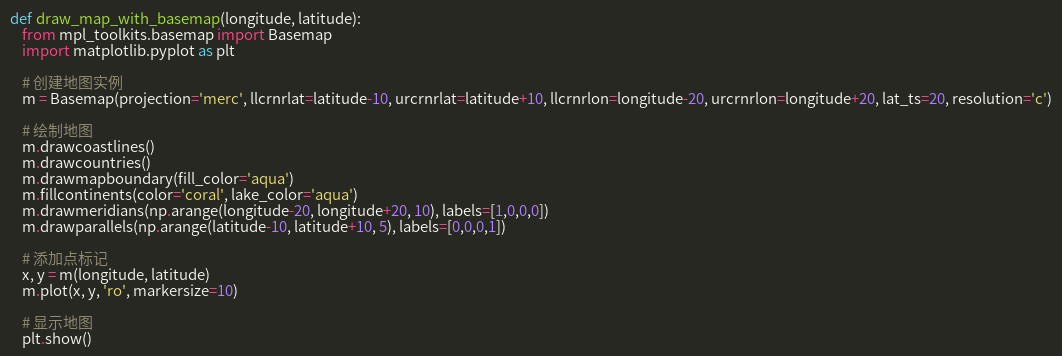 def draw_map_with_basemap(longitude, latitude):
    from mpl_toolkits.basemap import Basemap
    import matplotlib.pyplot as plt

    # 创建地图实例
    m = Basemap(projection='merc', llcrnrlat=latitude-10, urcrnrlat=latitude+10, llcrnrlon=longitude-20, urcrnrlon=longitude+20, lat_ts=20, resolution='c')

    # 绘制地图
    m.drawcoastlines()
    m.drawcountries()
    m.drawmapboundary(fill_color='aqua')
    m.fillcontinents(color='coral', lake_color='aqua')
    m.drawmeridians(np.arange(longitude-20, longitude+20, 10), labels=[1,0,0,0])
    m.drawparallels(np.arange(latitude-10, latitude+10, 5), labels=[0,0,0,1])

    # 添加点标记
    x, y = m(longitude, latitude)
    m.plot(x, y, 'ro', markersize=10)

    # 显示地图
    plt.show()